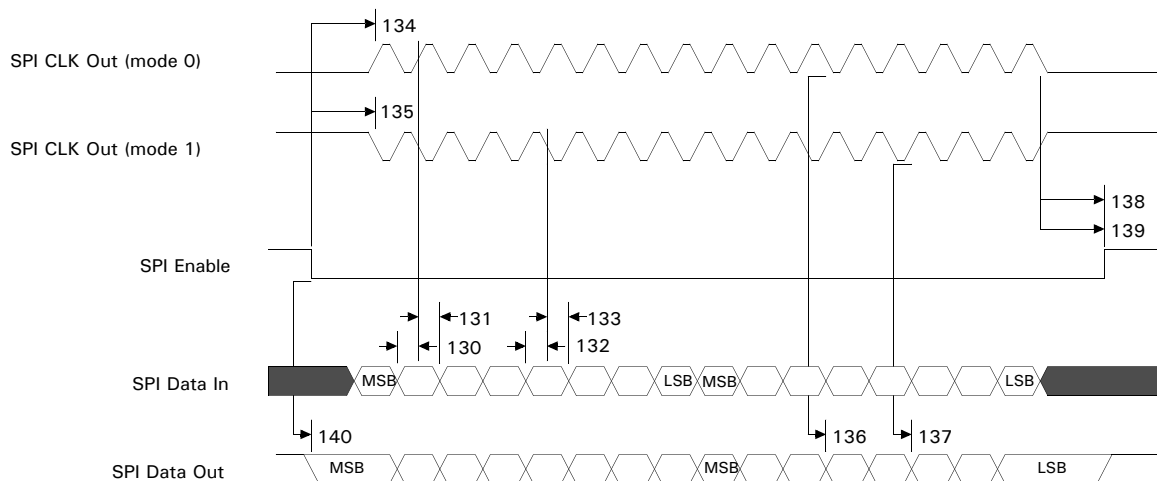 134
SPI CLK Out (mode 0)
135
SPI CLK Out (mode 1)
138
139
SPI Enable
131 133
130 132
SPI Data In MSB LSB MSB LSB
140 136 137
SPI Data Out MSB MSB LSB